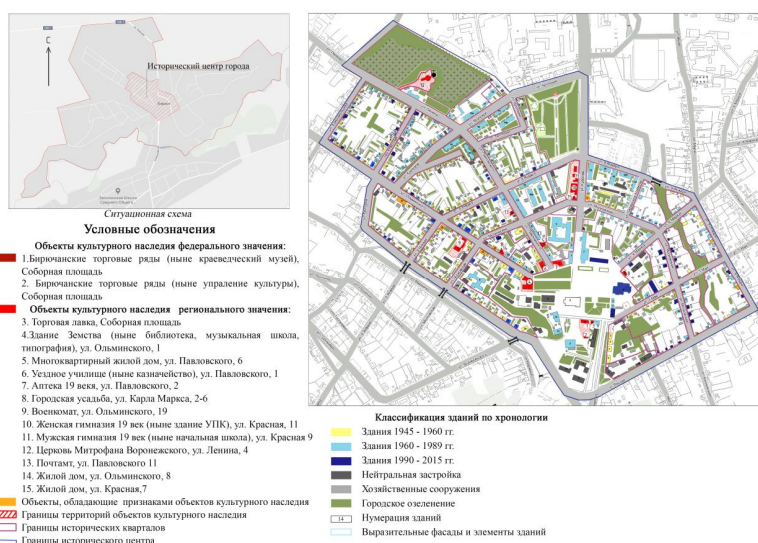 Исторический центр города
Ситуационная схема
Условные обозначения
Объекты культурного наследия федерального значения:
1.Бирючанские торговые ряды (ныне краеведческий музей),
Соборная площадь
2. Бирючанские торговые ряды (ныне упраление культуры),
Соборная площадь
Объекты культурного наследия регионального значения:
3. Торговая лавка, Соборная площадь
4.Здание Земства (ныне библиотека, музыкальная школа,
типография), ул. Ольминского, 1
5. Многоквартирный жилой дом, ул. Павловского, 6
6. Уездное училище (ныне казначейство), ул. Павловского, 1
7. Аптека 19 векя, ул. Павловского, 2
8. Городская усадьба, ул. Карла Маркса, 2-6
9. Военкомат, ул. Ольминского, 19
10. Женская гимназия 19 век (ныне здание УПК), ул. Красная, 11
11. Мужская гимназия 19 век (ныне начальная школа), ул. Красная 9
12. Церковь Митрофана Воронежского, ул. Ленина, 4
13. Почтамт, ул. Павловского 11
14. Жилой дом, ул. Ольминского, 8
15. Жилой дом, ул. Красная,7
Объекты, обладающие признаками объектов культурного наследия
Границы территорий объектов культурного наследия
Границы исторических кварталов
Границы исторического центра
Классификация зданий по хронологии
Здания 1945 - 1960 гг.
Здания 1960 - 1989 гг.
Здания 1990 - 2015 гг.
Нейтральная застройка
Хозяйственные сооружения
Городское озеленение
14 Нумерация зданий
Выразительные фасады и элементы зданий